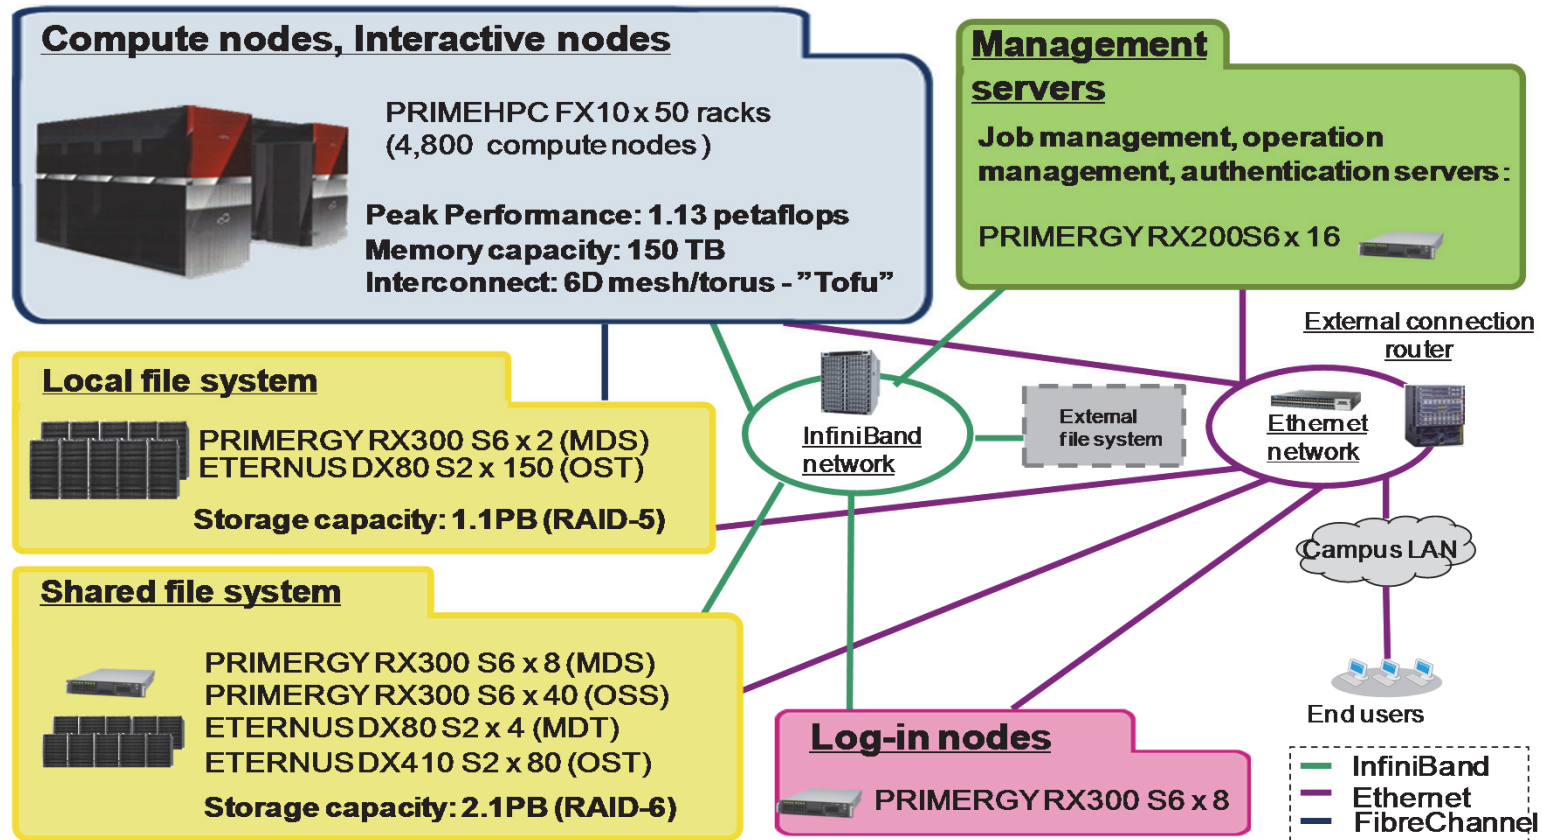 Compute nodes, Interactive nodes
PRIMEHPC FX10 x 50 racks
(4,800 compute nodes)
Peak Performance: 1.13 petaflops
Memory capacity: 150 TB
Interconnect: 6D mesh/torus - ”Tofu”
Management
servers
Job management, operation
management, authentication servers:
PRIMERGY RX200S6 x 16
External connection
router
Local file system
PRIMERGY RX300 S6 x 2 (MDS)
ETERNUS DX80 S2 x 150 (OST)
Storage capacity: 1.1PB (RAID-5)
InfiniBand
network
External
file system
Ethernet
network
Campus LAN
End users
Shared file system
PRIMERGY RX300 S6 x 8 (MDS)
PRIMERGY RX300 S6 x 40 (OSS)
ETERNUS DX80 S2 x 4 (MDT)
ETERNUS DX410 S2 x 80 (OST)
Storage capacity: 2.1PB (RAID-6)
Log-in nodes
PRIMERGY RX300 S6 x 8
InfiniBand
Ethernet
FibreChannel